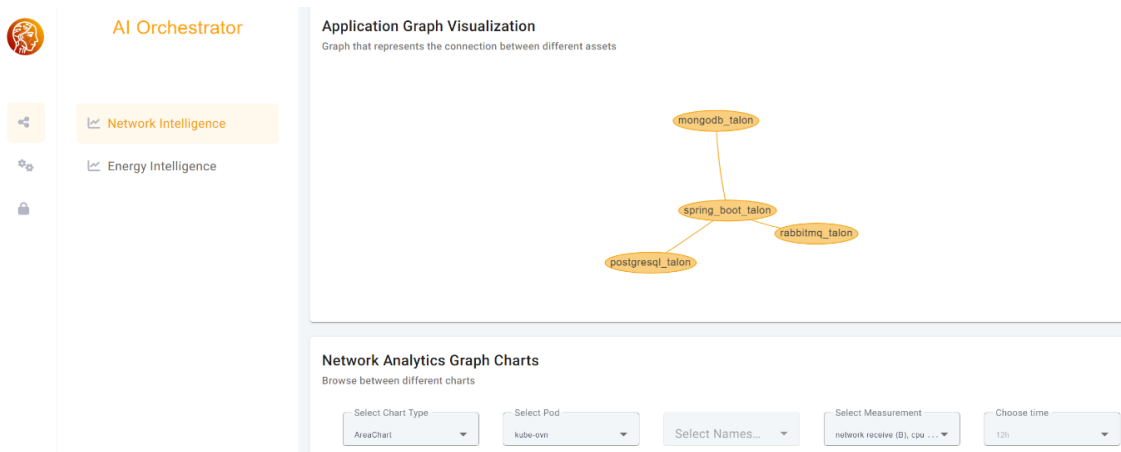 AI Orchestrator
Network Intelligence
Energy Intelligence
Application Graph Visualization
Graph that represents the connection between different assets
mongodb_talon
spring_boot_talon
rabbitmq_talon
postgresql_talon
Network Analytics Graph Charts
Browse between different charts
Select Chart Type
AreaChart
Select Pod
kube-ovn
Select Names...
Select Measurement
network receive (B), cpu ...
Choose time
12h